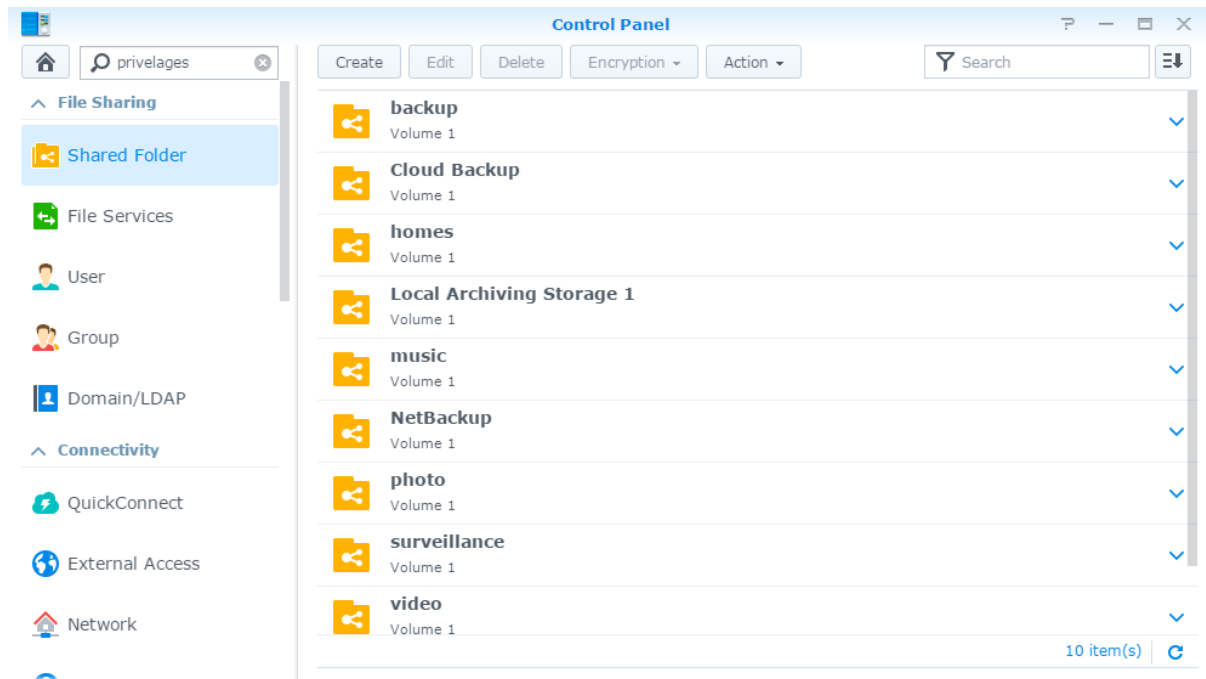 Control Panel
privelages
Create Edit Delete Encryption Action Search
File Sharing
Shared Folder
File Services
User
Group
Domain/LDAP
Connectivity
QuickConnect
External Access
Network
backup
Volume 1
Cloud Backup
Volume 1
homes
Volume 1
Local Archiving Storage 1
Volume 1
music
Volume 1
NetBackup
Volume 1
photo
Volume 1
surveillance
Volume 1
video
Volume 1
10 item(s)